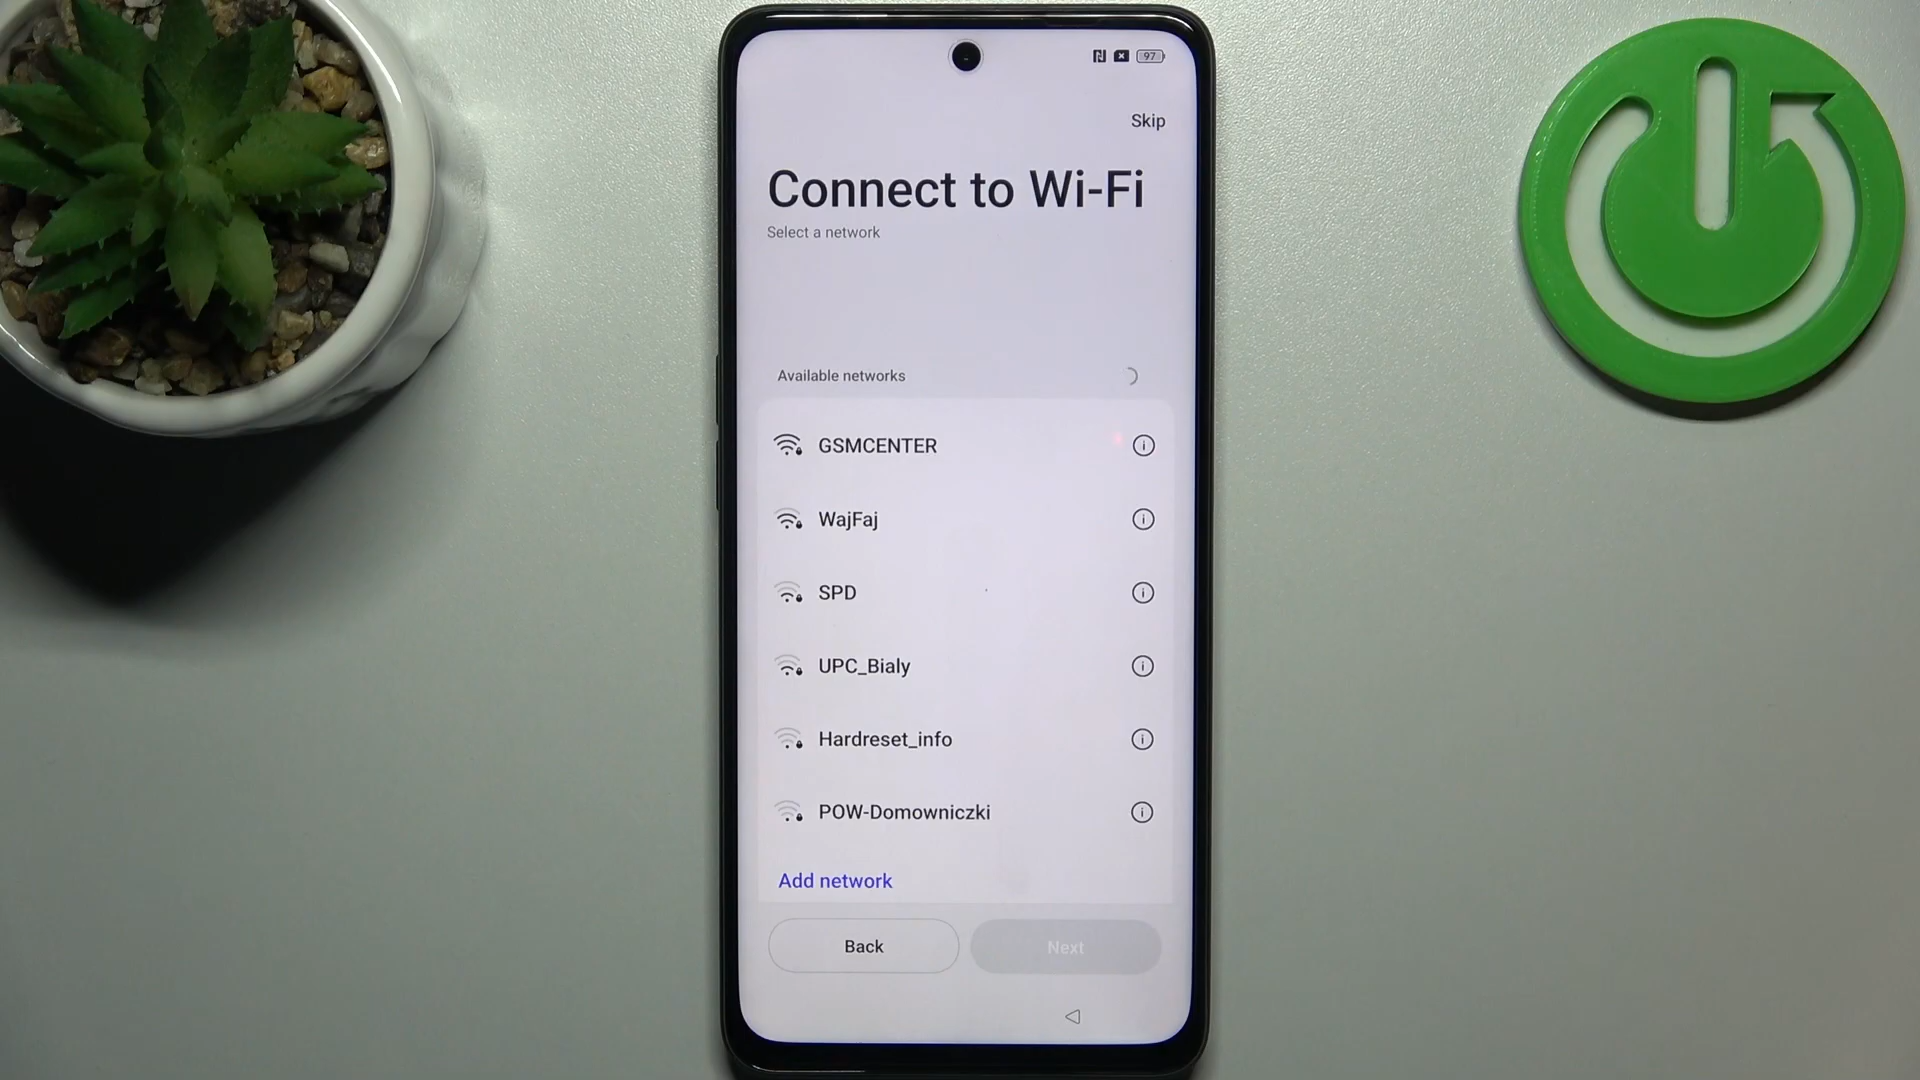 97
Skip
Connect to Wi-Fi
Select a network
Available networks
GSMCENTER
WajFaj
SPD
UPC_Bialy
Hardreset_info
POW-Domowniczki
Add network
Back Next